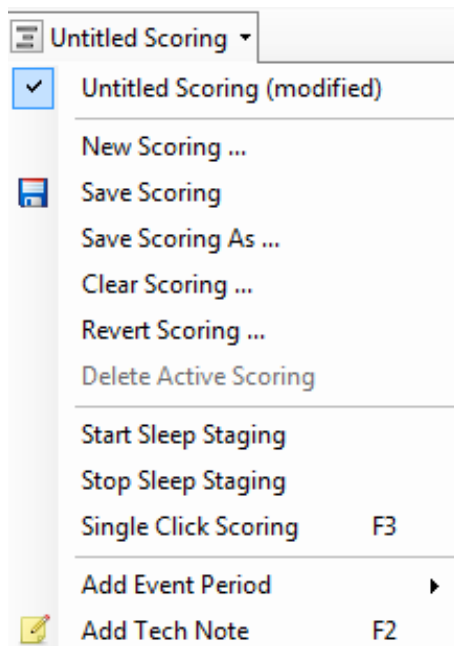 Untitled Scoring
Untitled Scoring (modified)
New Scoring ...
Save Scoring
Save Scoring As ...
Clear Scoring ...
Revert Scoring ...
Delete Active Scoring
Start Sleep Staging
Stop Sleep Staging
Single Click Scoring F3
Add Event Period
Add Tech Note F2